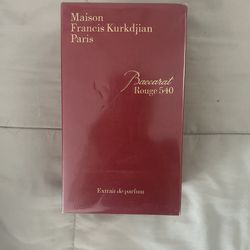 Maison
Francis Kurkdjian
Paris
Baccarat
Rouge 540
Extrait de parfum